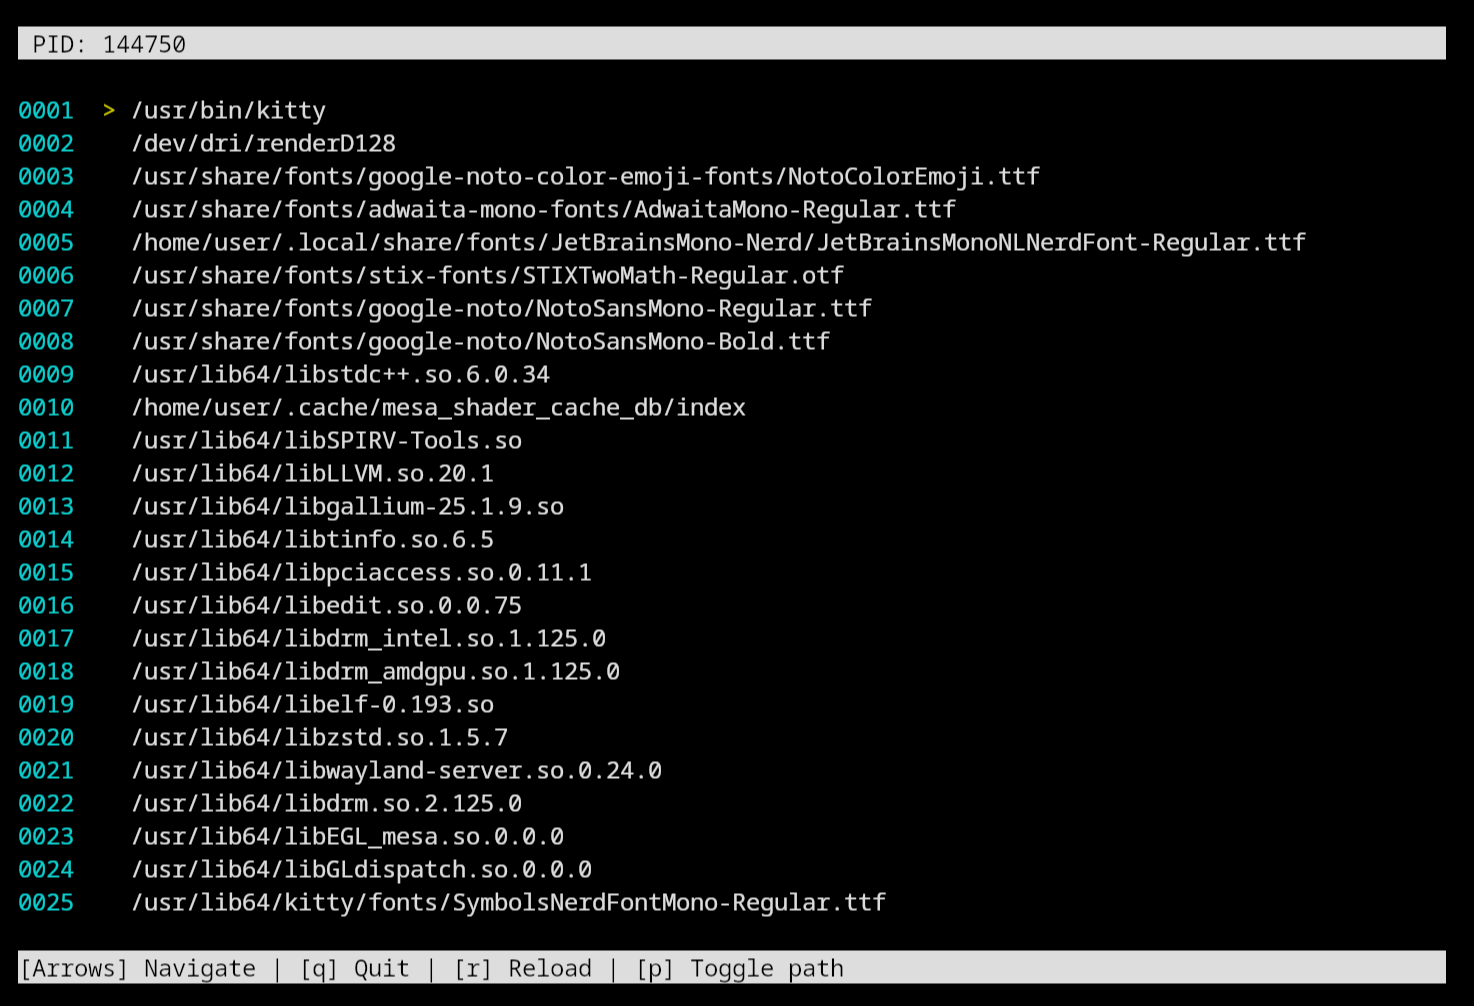 PID: 144750
0001 > /usr/bin/kitty
0002 /dev/dri/renderD128
0003 /usr/share/fonts/google-noto-color-emoji-fonts/NotoColorEmoji.ttf
0004 /usr/share/fonts/adwaita-mono-fonts/AdwaitaMono-Regular.ttf
0005 /home/user/.local/share/fonts/JetBrainsMono-Nerd/JetBrainsMonoNLNerdFont-Regular.ttf
0006 /usr/share/fonts/stix-fonts/STIXTwoMath-Regular.otf
0007 /usr/share/fonts/google-noto/NotoSansMono-Regular.ttf
0008 /usr/share/fonts/google-noto/NotoSansMono-Bold.ttf
0009 /usr/lib64/libstdc++.so.6.0.34
0010 /home/user/.cache/mesa_shader_cache_db/index
0011 /usr/lib64/libSPIRV-Tools.so
0012 /usr/lib64/libLLVM.so.20.1
0013 /usr/lib64/libgallium-25.1.9.so
0014 /usr/lib64/libtinfo.so.6.5
0015 /usr/lib64/libpciaccess.so.0.11.1
0016 /usr/lib64/libedit.so.0.0.75
0017 /usr/lib64/libdrm_intel.so.1.125.0
0018 /usr/lib64/libdrm_amdgpu.so.1.125.0
0019 /usr/lib64/libelf-0.193.so
0020 /usr/lib64/libzstd.so.1.5.7
0021 /usr/lib64/libwayland-server.so.0.24.0
0022 /usr/lib64/libdrm.so.2.125.0
0023 /usr/lib64/libEGL_mesa.so.0.0.0
0024 /usr/lib64/libGLdispatch.so.0.0.0
0025 /usr/lib64/kitty/fonts/SymbolsNerdFontMono-Regular.ttf
[Arrows] Navigate | [q] Quit | [r] Reload | [p] Toggle path